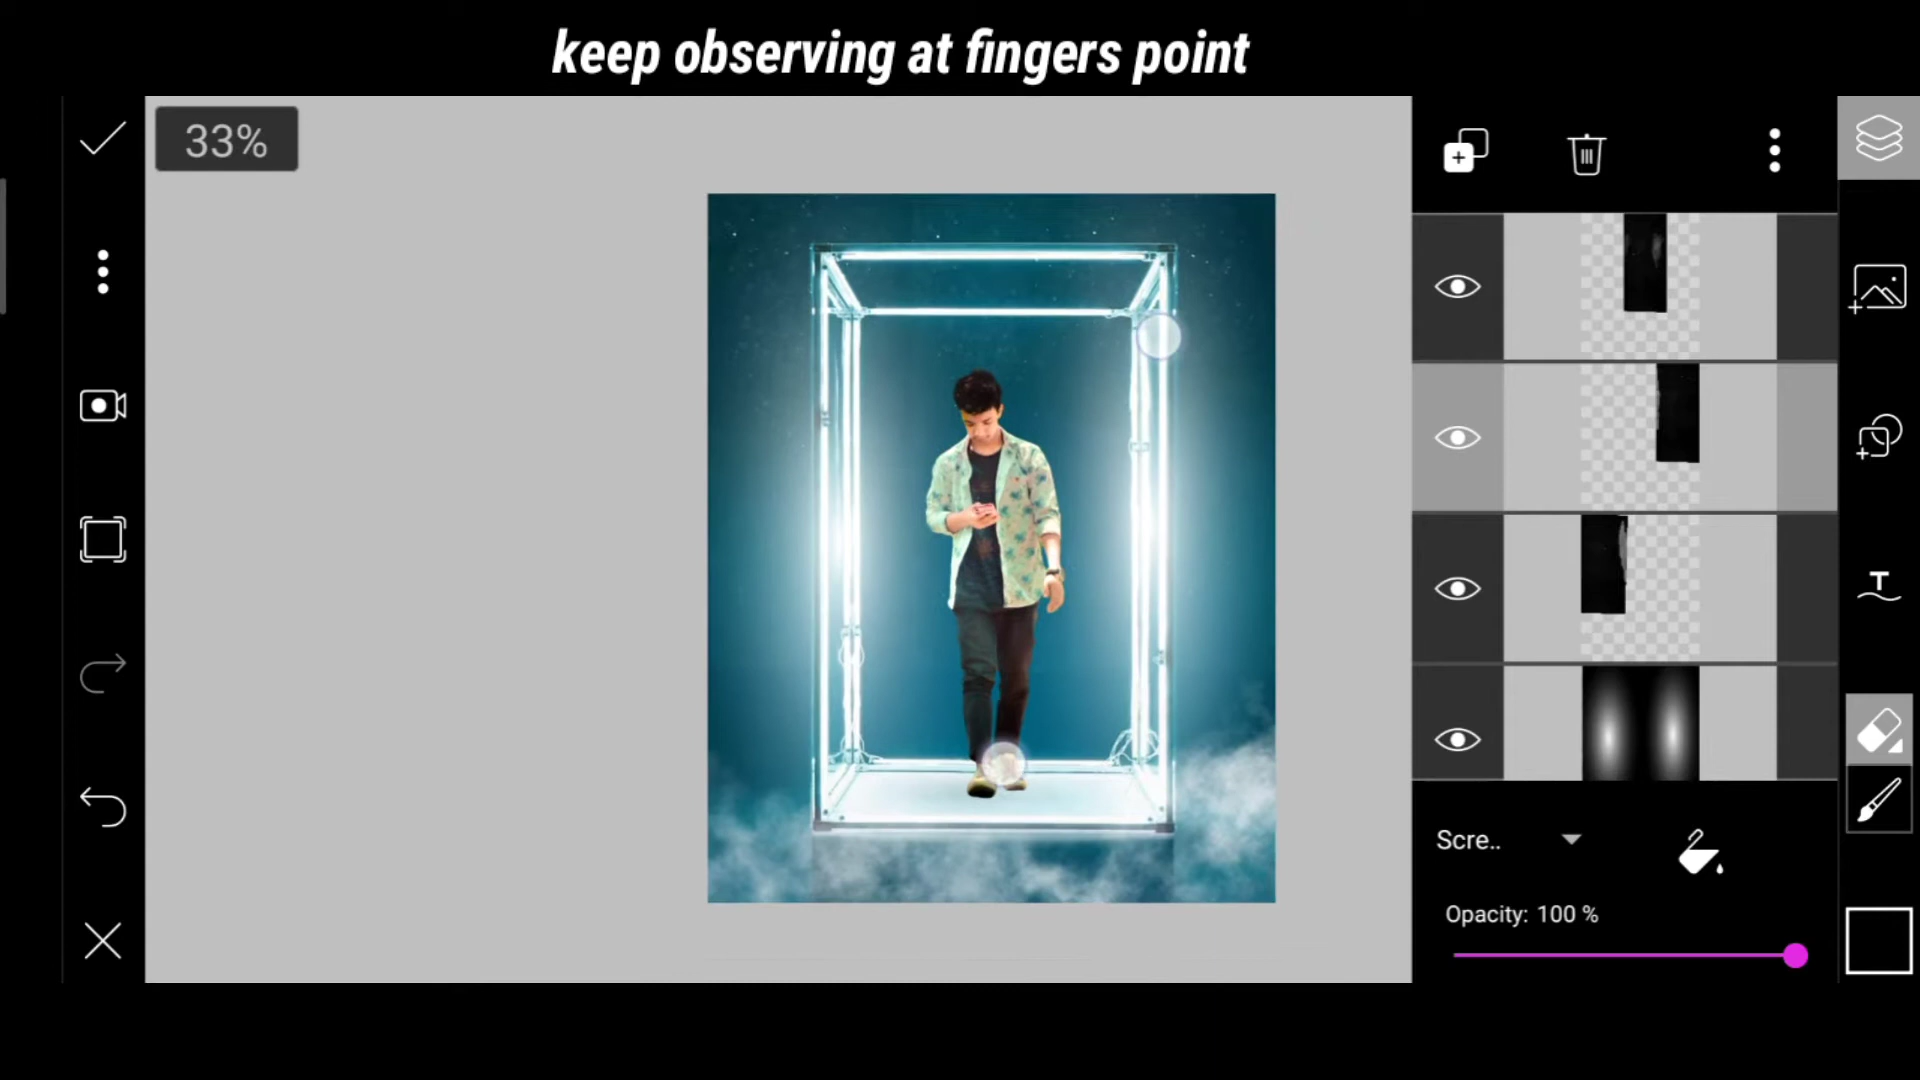 keep observing at fingers point
33%
Scre..
Opacity: 100 %
T